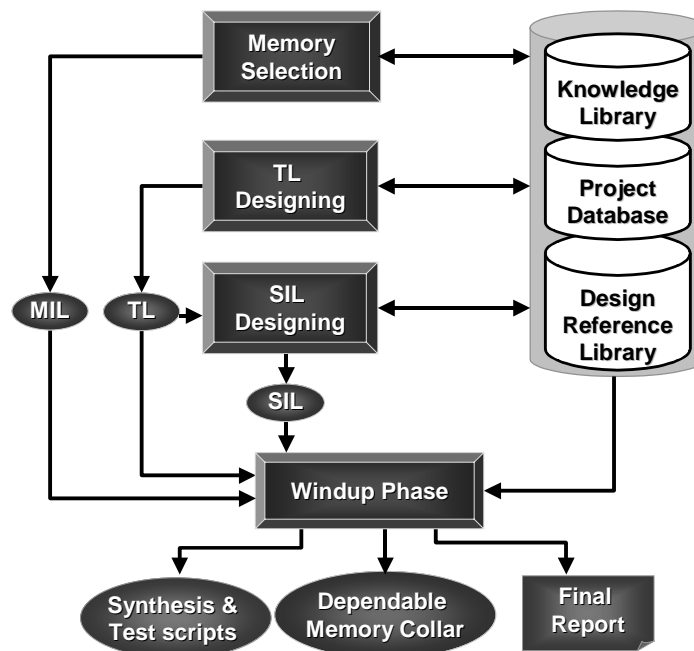 Memory
Selection
Knowledge
Library
TL
Designing
Project
Database
MIL
TL
SIL
Designing
Design
Reference
Library
SIL
Windup Phase
Synthesis &
Test scripts
Dependable
Memory Collar
Final
Report